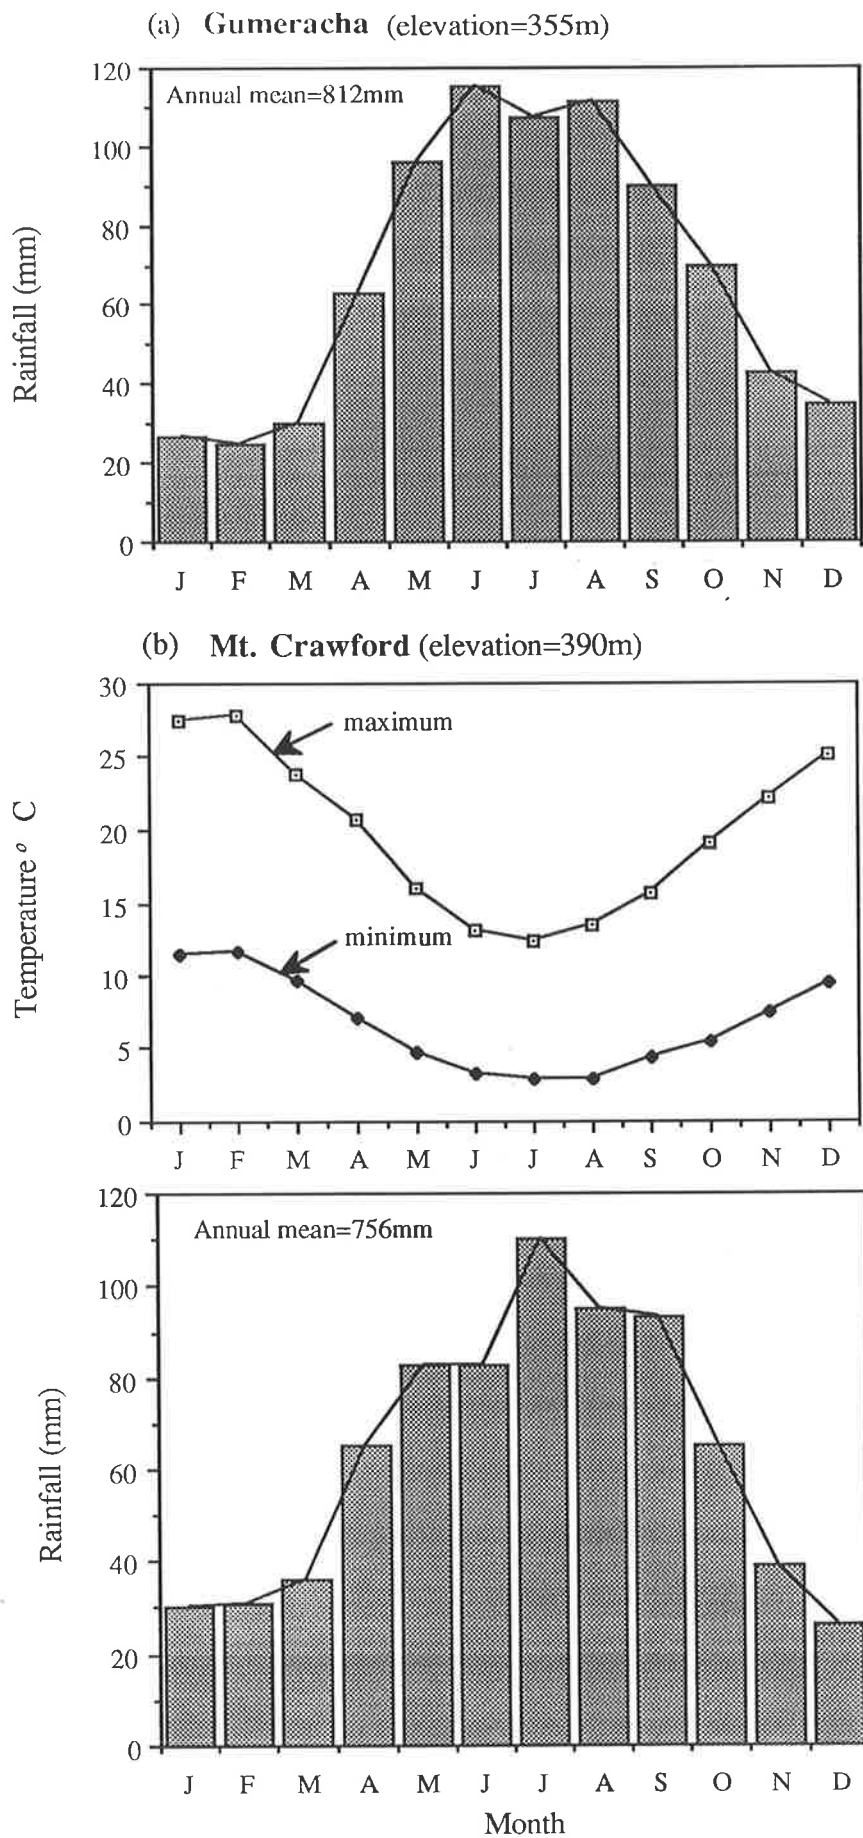 (a) Gumeracha (elevation=355m)
120
Annual mean=812mm
100
80
60
40
20
0
Rainfall (mm)
J F M A M J J A S O N D
(b) Mt. Crawford (elevation=390m)
30
maximum
25
20
15
minimum
10
5
0
Temperature ° C
J F M A M J J A S O N D
120
Annual mean=756mm
100
80
60
40
20
0
Rainfall (mm)
J F M A M J J A S O N D
Month